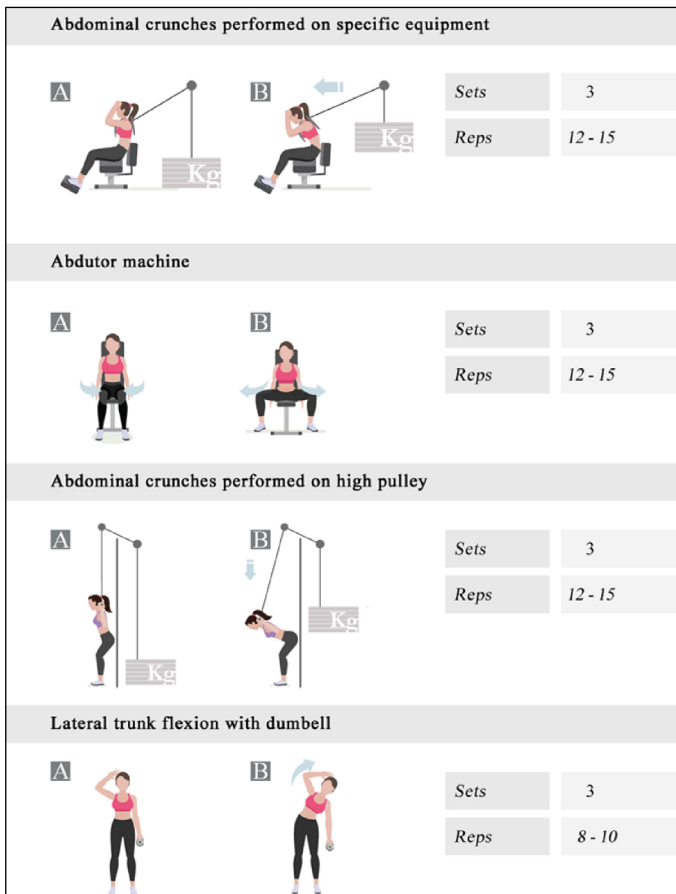 Abdominal crunches performed on specific equipment
A
B
Kg
Kg
Sets 3
Reps 12 - 15
Abdutor machine
A
B
Sets 3
Reps 12 - 15
Abdominal crunches performed on high pulley
A
B
Kg
Kg
Sets 3
Reps 12 - 15
Lateral trunk flexion with dumbell
A
B
Sets 3
Reps 8 - 10